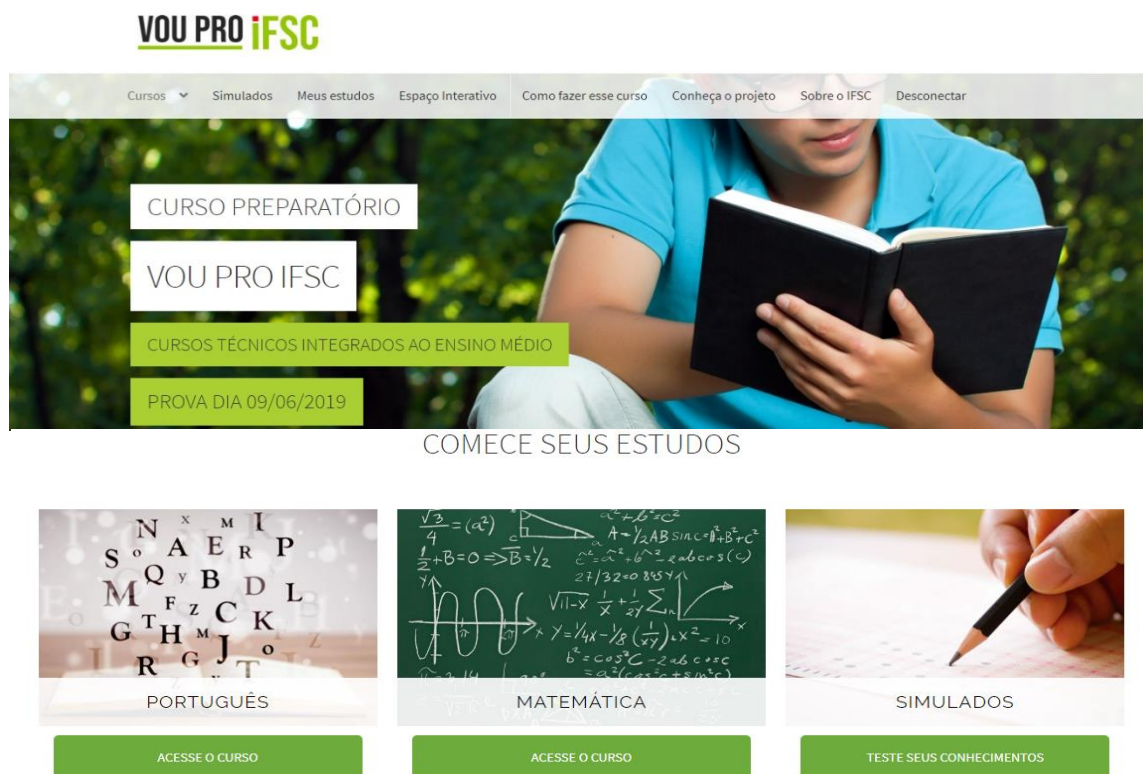 VOU PRO IFSC
Cursos Simulados Meus estudos Espaço Interativo Como fazer esse curso Conheça o projeto Sobre o IFSC Desconectar
CURSO PREPARATÓRIO
VOU PRO IFSC
CURSOS TÉCNICOS INTEGRADOS AO ENSINO MÉDIO
PROVA DIA 09/06/2019
COMECE SEUS ESTUDOS
PORTUGUÊS
MATEMÁTICA
SIMULADOS
ACESSE O CURSO
ACESSE O CURSO
TESTE SEUS CONHECIMENTOS